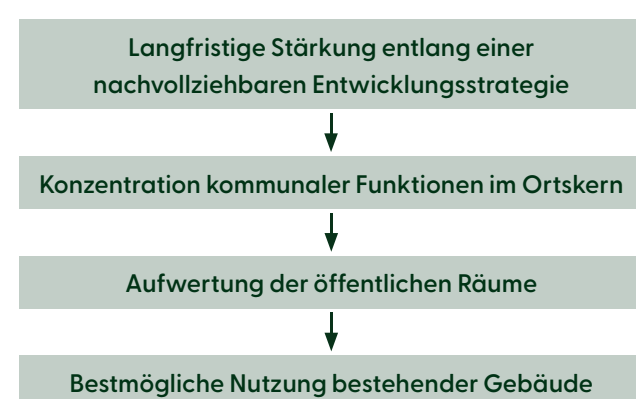 Langfristige Stärkung entlang einer
nachvollziehbaren Entwicklungsstrategie
Konzentration kommunaler Funktionen im Ortskern
Aufwertung der öffentlichen Räume
Bestmögliche Nutzung bestehender Gebäude